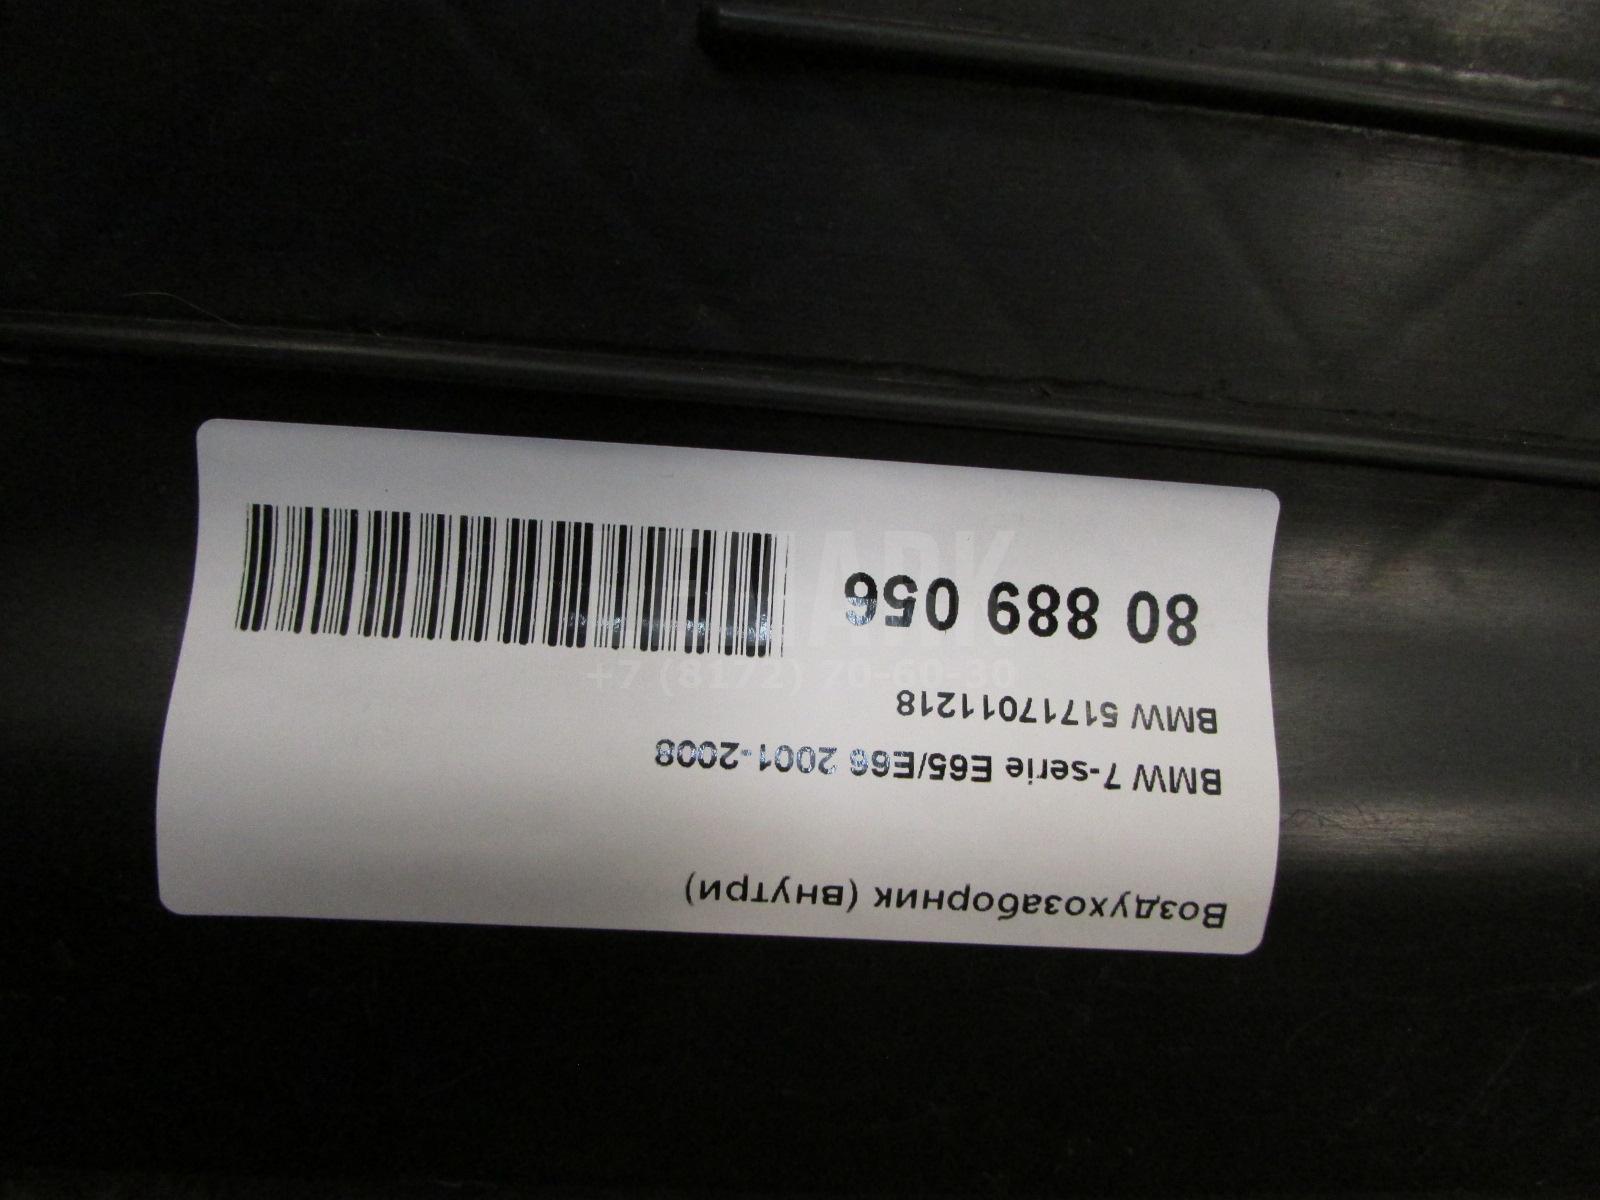 Воздухозаборник (внутри)
BMW 7-serie E65/E66 2001-2008
BMW 51717011218
80 889 056
EMARK
+7 (8172) 70-60-30